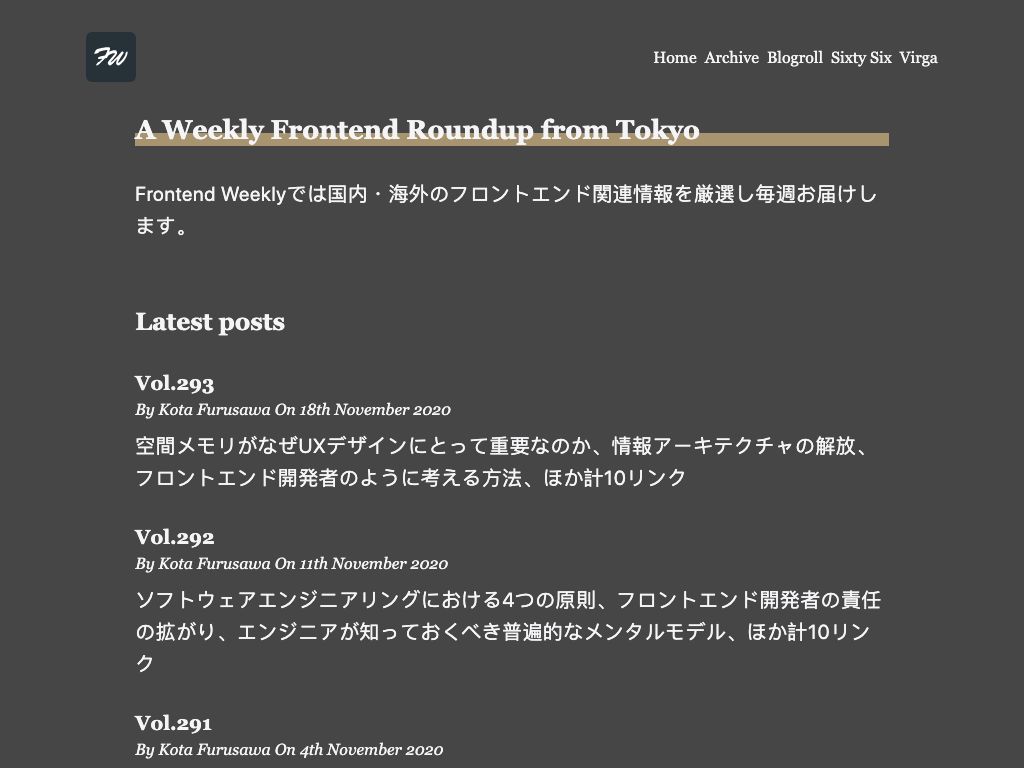 FW
Home Archive Blogroll Sixty Six Virga
A Weekly Frontend Roundup from Tokyo
Frontend Weeklyでは国内・海外のフロントエンド関連情報を厳選し毎週お届けし
ます。
Latest posts
Vol.293
By Kota Furusawa On 18th November 2020
空間メモリがなぜUXデザインにとって重要なのか、情報アーキテクチャの解放、
フロントエンド開発者のように考える方法、ほか計10リンク
Vol.292
By Kota Furusawa On 11th November 2020
ソフトウェアエンジニアリングにおける4つの原則、フロントエンド開発者の責任
の拡がり、エンジニアが知っておくべき普遍的なメンタルモデル、ほか計10リン
ク
Vol.291
By Kota Furusawa On 4th November 2020